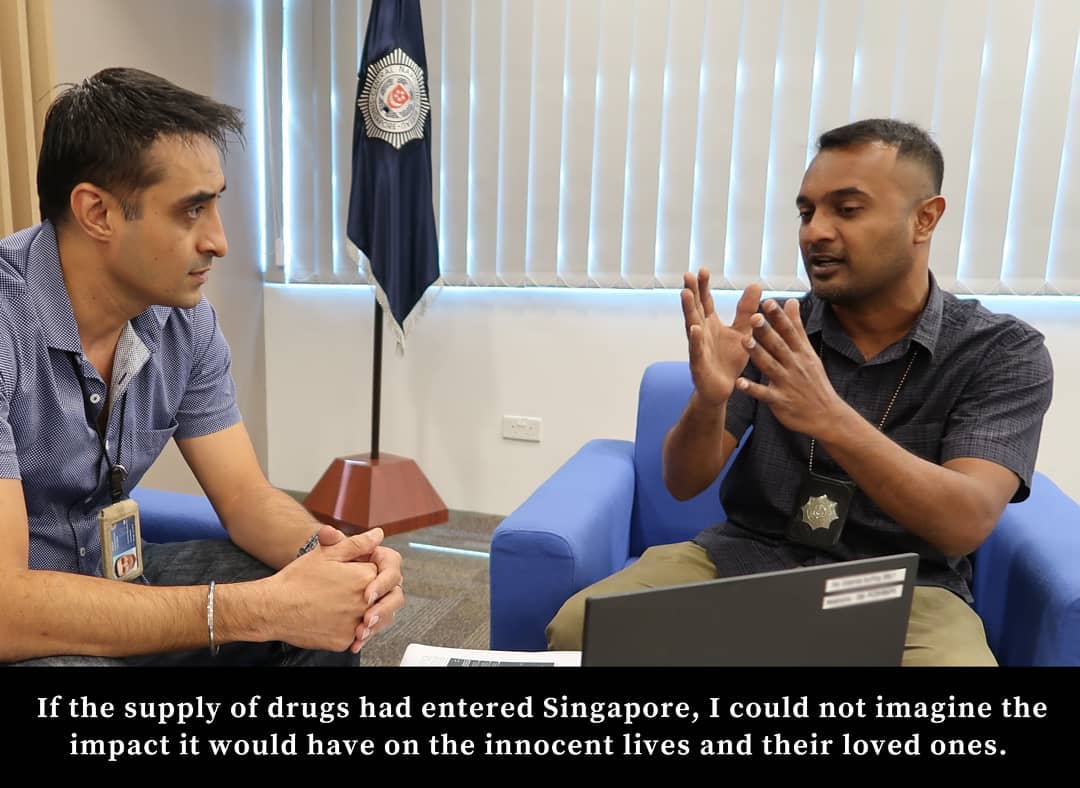 If the supply of drugs had entered Singapore, I could not imagine the
impact it would have on the innocent lives and their loved ones.